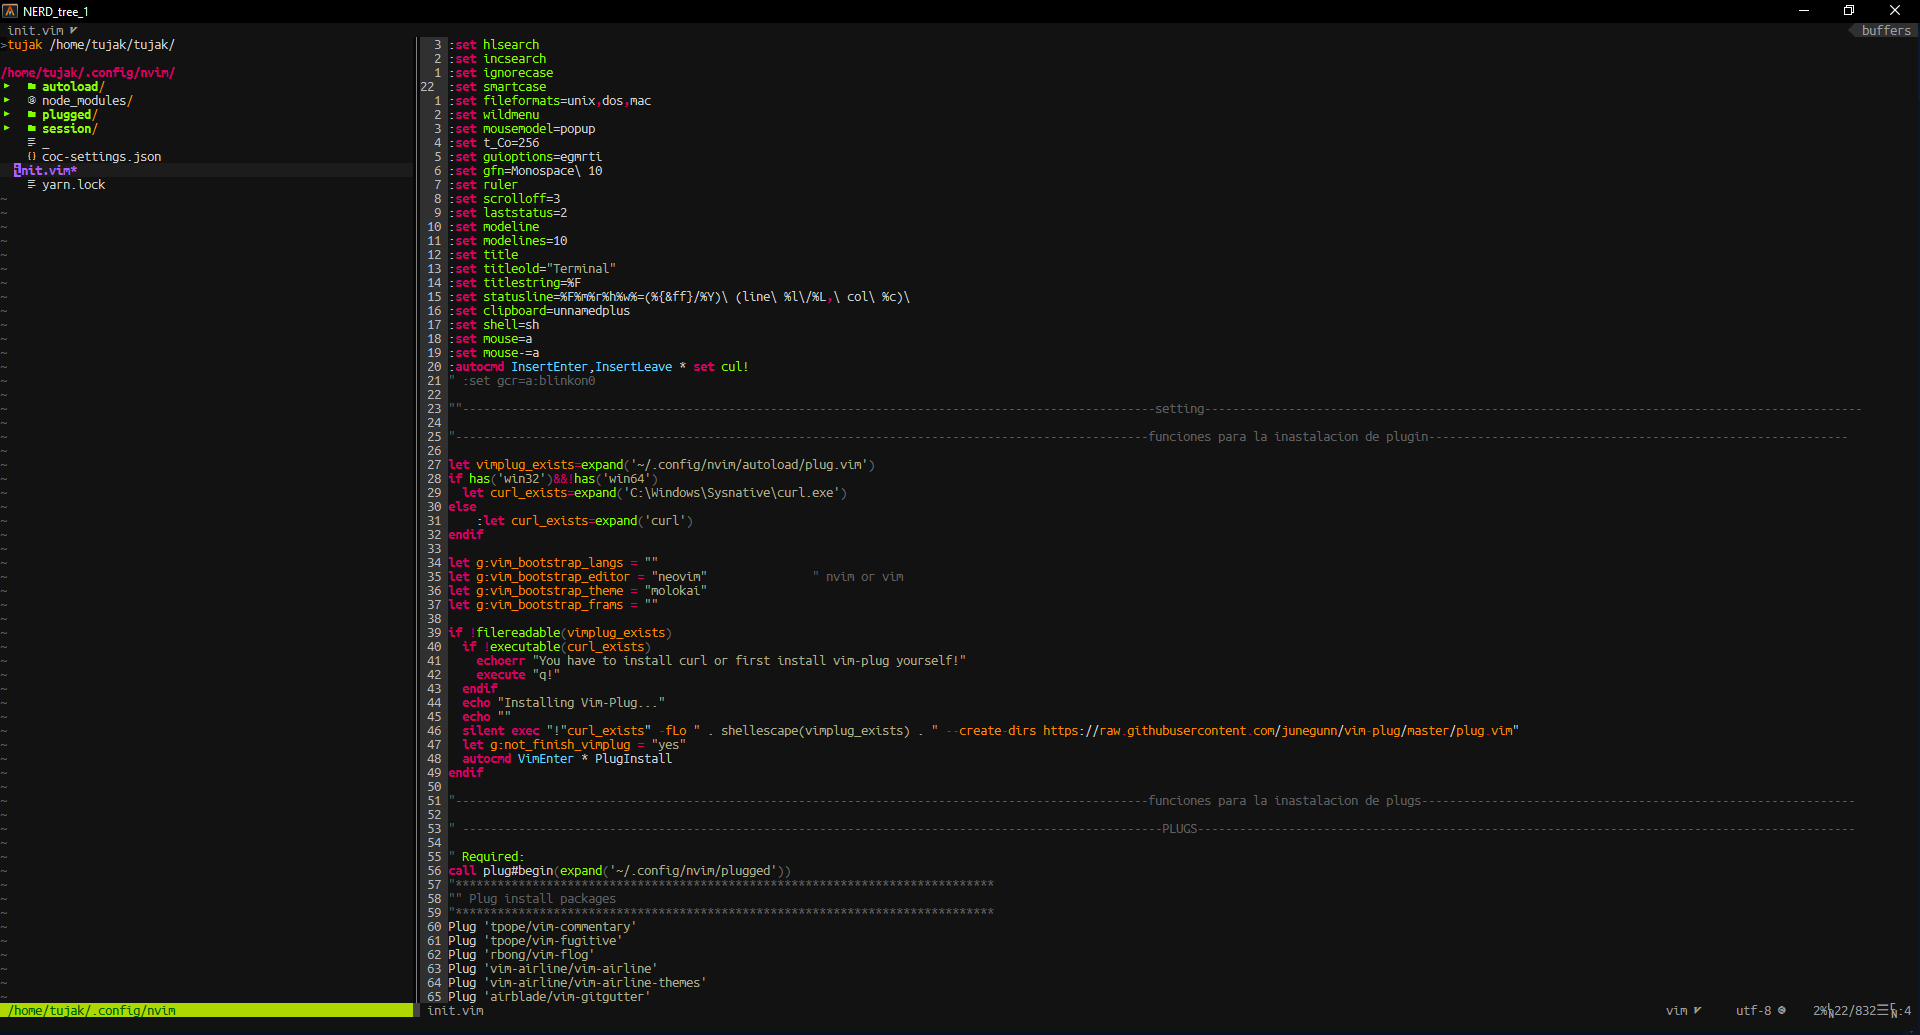 NERD_tree_1
init.vim
buffers
>tujak /home/tujak/tujak/
/home/tujak/.config/nvim/
autoload/
node_modules/
plugged/
session/
_
coc-settings.json
init.vim*
yarn.lock
/home/tujak/.config/nvim
3 :set hlsearch
2 :set incsearch
1 :set ignorecase
22 :set smartcase
1 :set fileformats=unix,dos,mac
2 :set wildmenu
3 :set mousemodel=popup
4 :set t_Co=256
5 :set guioptions=egmrti
6 :set gfn=Monospace\ 10
7 :set ruler
8 :set scrolloff=3
9 :set laststatus=2
10 :set modeline
11 :set modelines=10
12 :set title
13 :set titleold="Terminal"
14 :set titlestring=%F
15 :set statusline=%F%m%r%h%w%=(%{&ff}/%Y)\ (line\ %l\/%L,\ col\ %c)\
16 :set clipboard=unnamedplus
17 :set shell=sh
18 :set mouse=a
19 :set mouse-=a
20 :autocmd InsertEnter,InsertLeave * set cul!
21 " :set gcr=a:blinkon0
22
23 ""---------------------------------------------------------------------------------------------------setting----------------------------------------------------------------------------------------------
24
25 "---------------------------------------------------------------------------------------------------funciones para la inastalacion de plugin------------------------------------------------------------
26
27 let vimplug_exists=expand('~/.config/nvim/autoload/plug.vim')
28 if has('win32')&&!has('win64')
29   let curl_exists=expand('C:\Windows\Sysnative\curl.exe')
30 else
31     :let curl_exists=expand('curl')
32 endif
33
34 let g:vim_bootstrap_langs = ""
35 let g:vim_bootstrap_editor = "neovim"               " nvim or vim
36 let g:vim_bootstrap_theme = "molokai"
37 let g:vim_bootstrap_frams = ""
38
39 if !filereadable(vimplug_exists)
40   if !executable(curl_exists)
41     echoerr "You have to install curl or first install vim-plug yourself!"
42     execute "q!"
43   endif
44   echo "Installing Vim-Plug..."
45   echo ""
46   silent exec "!"curl_exists" -fLo " . shellescape(vimplug_exists) . " --create-dirs https://raw.githubusercontent.com/junegunn/vim-plug/master/plug.vim"
47   let g:not_finish_vimplug = "yes"
48   autocmd VimEnter * PlugInstall
49 endif
50
51 "---------------------------------------------------------------------------------------------------funciones para la inastalacion de plugs--------------------------------------------------------------
52
53 " ----------------------------------------------------------------------------------------------------PLUGS----------------------------------------------------------------------------------------------
54
55 " Required:
56 call plug#begin(expand('~/.config/nvim/plugged'))
57 "*****************************************************************************
58 "" Plug install packages
59 "*****************************************************************************
60 Plug 'tpope/vim-commentary'
61 Plug 'tpope/vim-fugitive'
62 Plug 'rbong/vim-flog'
63 Plug 'vim-airline/vim-airline'
64 Plug 'vim-airline/vim-airline-themes'
65 Plug 'airblade/vim-gitgutter'
init.vim
vim utf-8 2% 22/832 :4